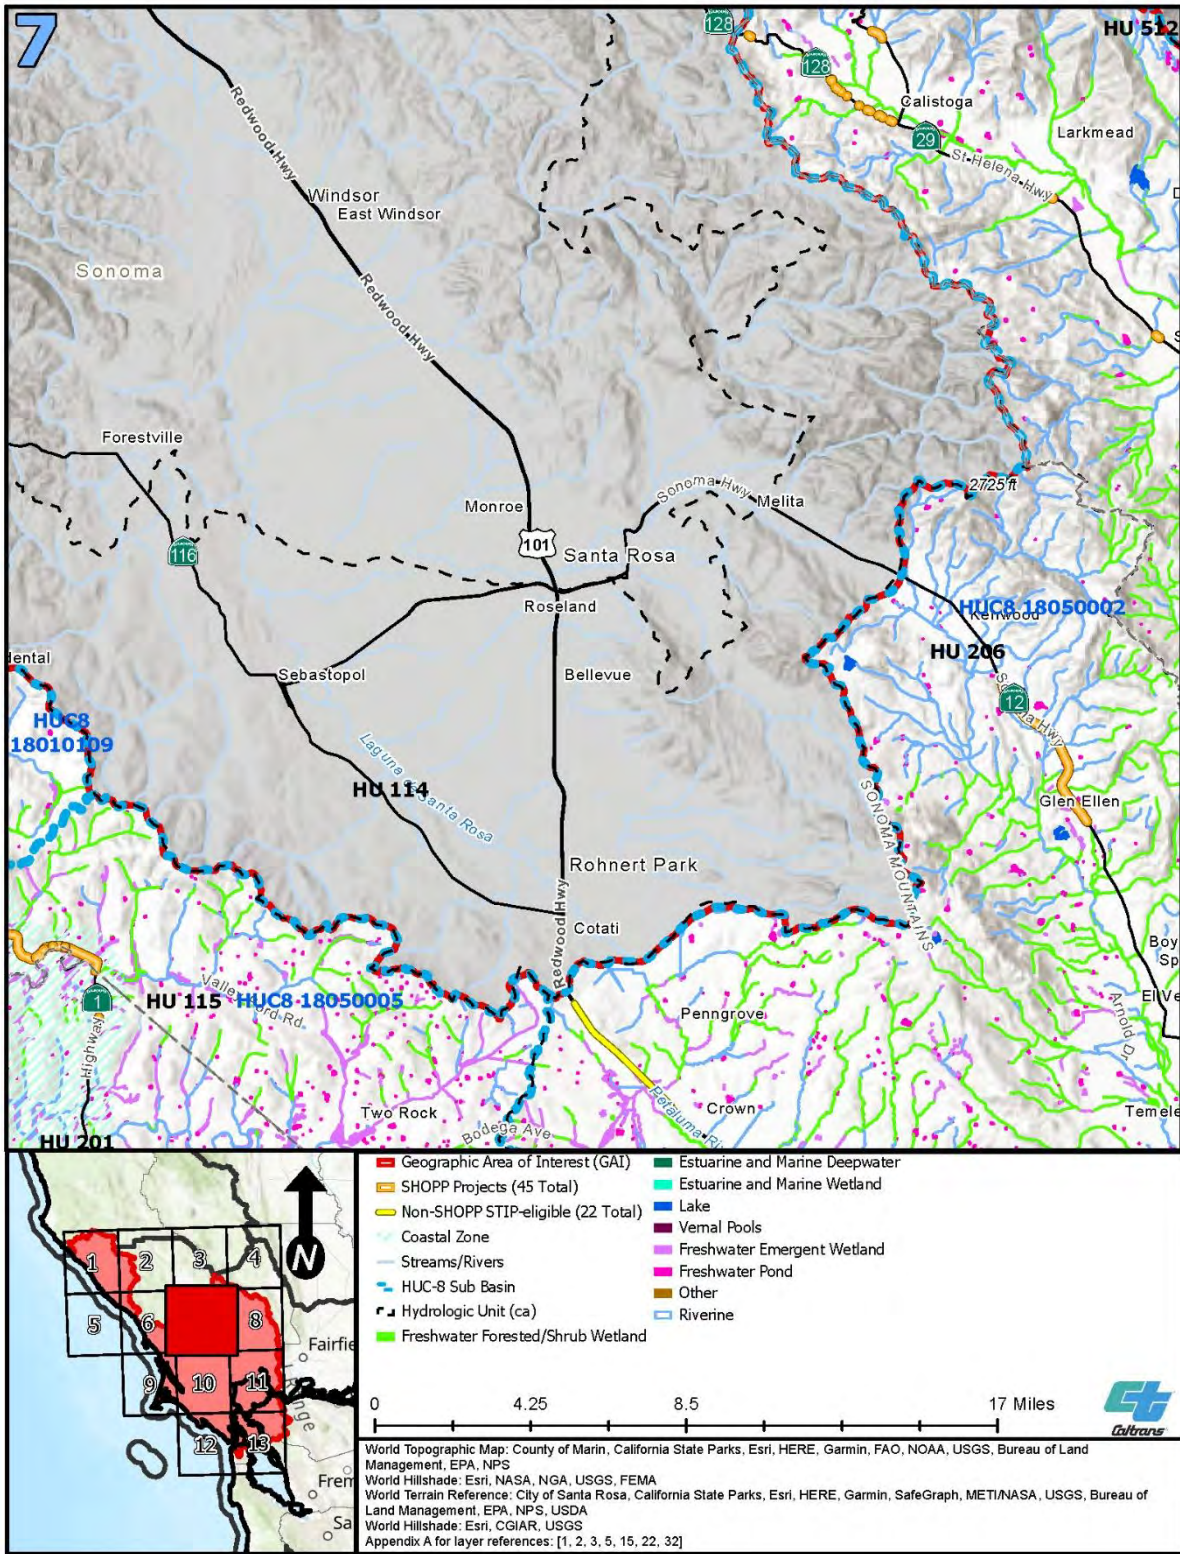 7
128
HU 512
128
Calistoga
29
Larkmead
St Helena Hwy
Redwood Hwy
Windsor
East Windsor
Sonoma
Redwood Hwy
Forestville
Monroe
Sonoma Hwy
Melita
2725 ft
101
116
Santa Rosa
Roseland
HUC8 18050002
Kenwood
HU 206
dental
Sebastopol
Bellevue
12
HUC8
18010109
Laguna de Santa Rosa
HU 114
Glen Ellen
SONOMA MOUNTAINS
Rohnert Park
Redwood Hwy
Cotati
Boy
Sp
1
HU 115
HUC8 18050005
El Ve
Penngrove
Arnold Dr
Highway
Two Rock
Crown
Temele
Bodega Ave
HU 201
1
2
3
4
5
6
8
9
10
11
12
13
N
Fairfie
Range
Frem
Sa
Geographic Area of Interest (GAI)
SHOPP Projects (45 Total)
Non-SHOPP STIP-eligible (22 Total)
Coastal Zone
Streams/Rivers
HUC-8 Sub Basin
Hydrologic Unit (ca)
Freshwater Forested/Shrub Wetland
Estuarine and Marine Deepwater
Estuarine and Marine Wetland
Lake
Vernal Pools
Freshwater Emergent Wetland
Freshwater Pond
Other
Riverine
0 4.25 8.5 17 Miles
Caltrans
World Topographic Map: County of Marin, California State Parks, Esri, HERE, Garmin, FAO, NOAA, USGS, Bureau of Land
Management, EPA, NPS
World Hillshade: Esri, NASA, NGA, USGS, FEMA
World Terrain Reference: City of Santa Rosa, California State Parks, Esri, HERE, Garmin, SafeGraph, METI/NASA, USGS, Bureau of
Land Management, EPA, NPS, USDA
World Hillshade: Esri, CGIAR, USGS
Appendix A for layer references: [1, 2, 3, 5, 15, 22, 32]